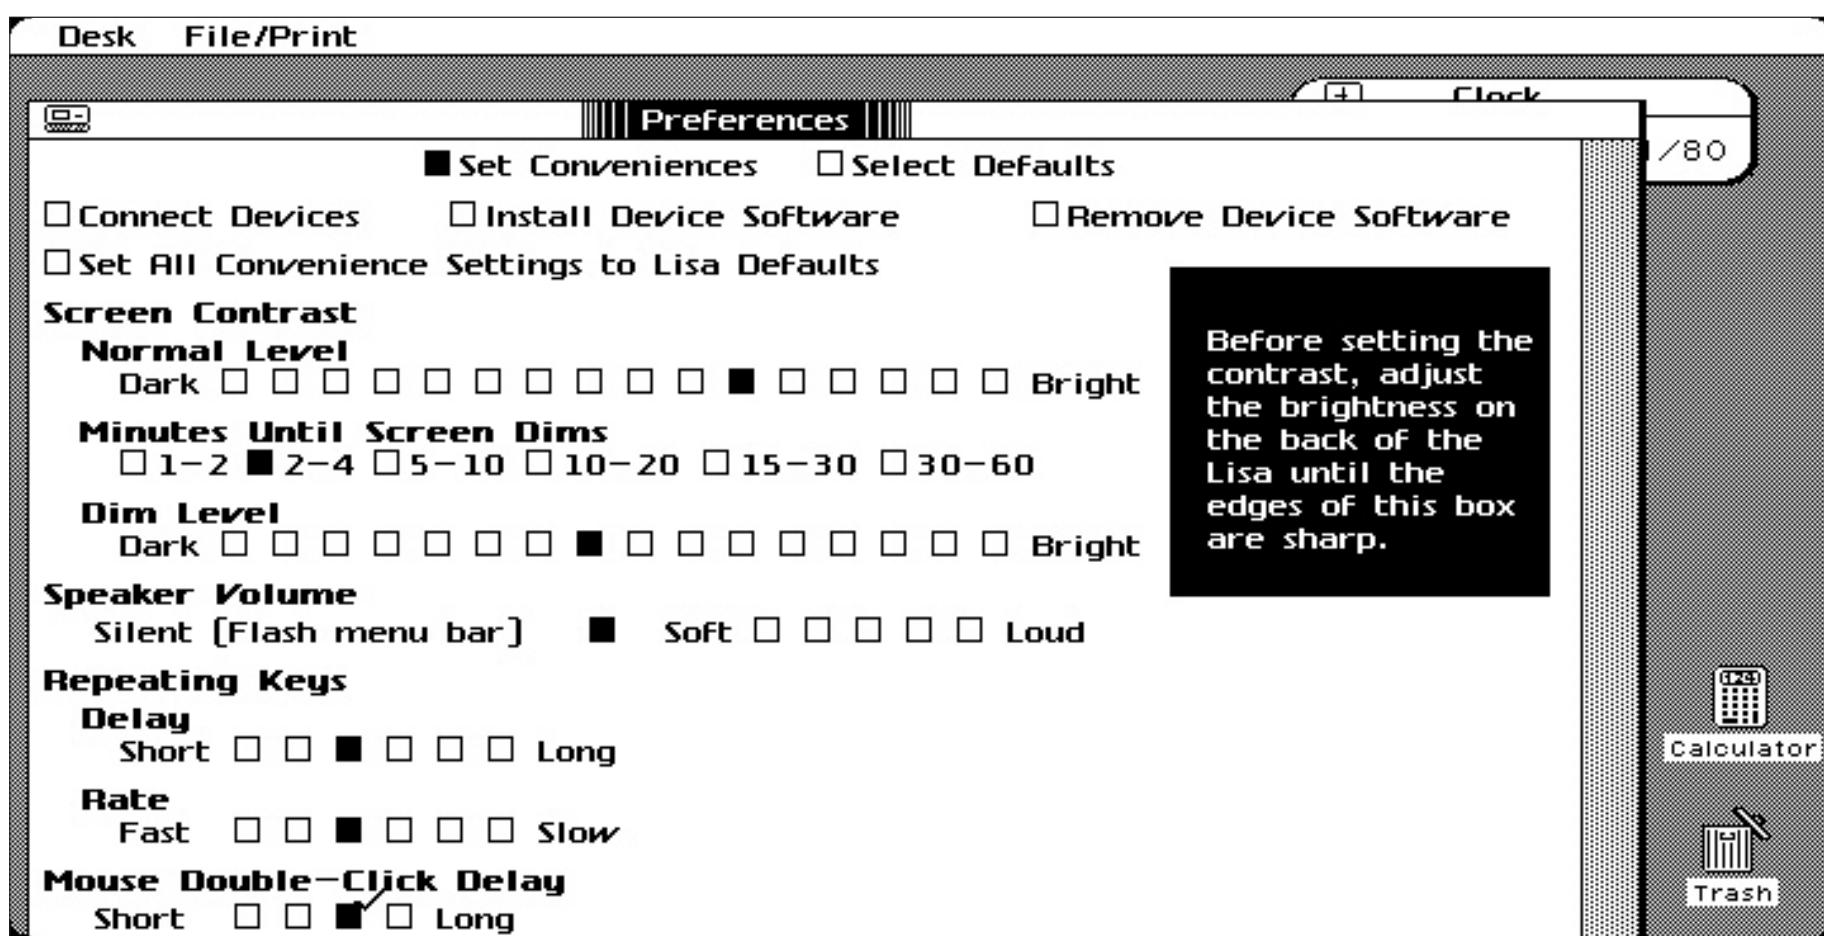 Desk File/Print
Clock
Preferences
/80
Set Conveniences Select Defaults
Connect Devices Install Device Software Remove Device Software
Set All Convenience Settings to Lisa Defaults
Screen Contrast
Normal Level
Dark Bright
Minutes Until Screen Dims
1-2 2-4 5-10 10-20 15-30 30-60
Dim Level
Dark Bright
Before setting the
contrast, adjust
the brightness on
the back of the
Lisa until the
edges of this box
are sharp.
Speaker Volume
Silent [Flash menu bar] Soft Loud
Repeating Keys
Delay
Short Long
Rate
Fast Slow
Mouse Double-Click Delay
Short Long
Calculator
Trash